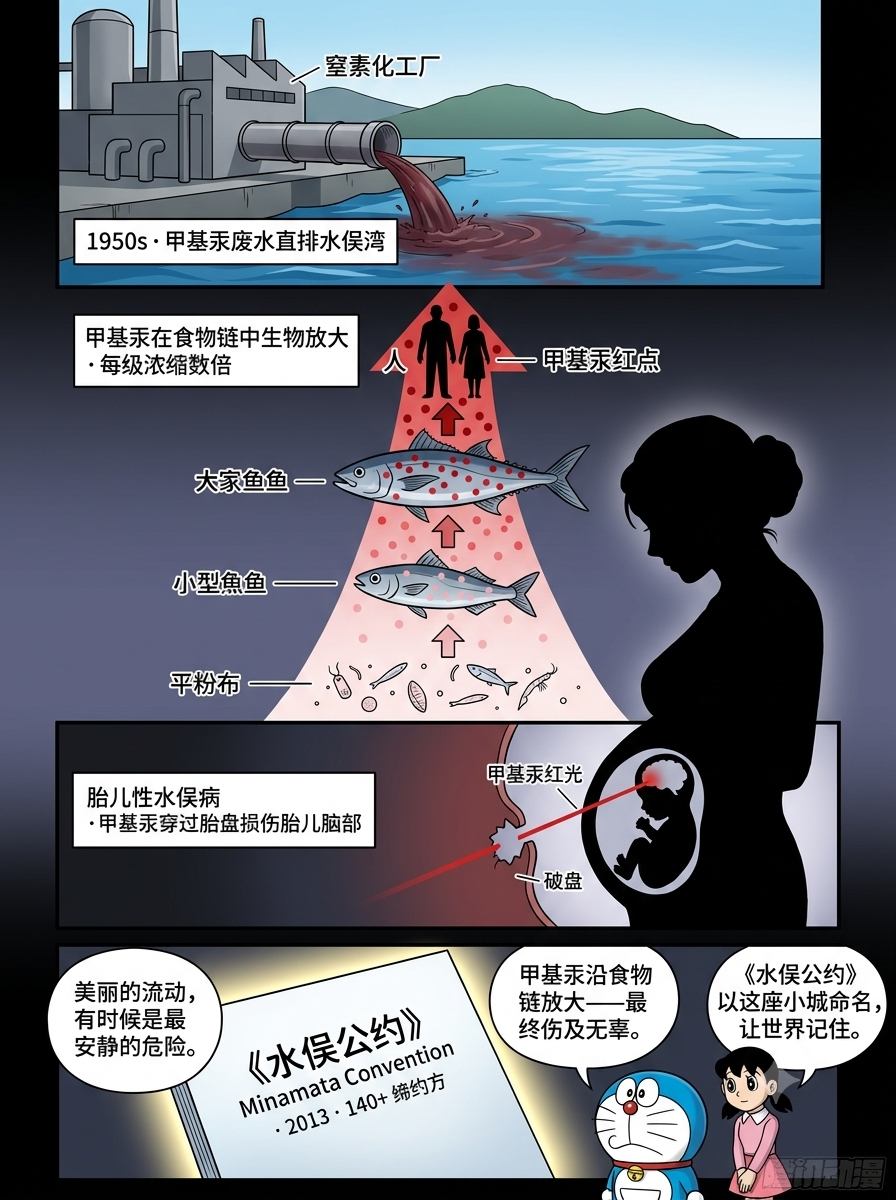 窒素化工厂
1950s · 甲基汞废水直排水俣湾
甲基汞在食物链中生物放大
· 每级浓缩数倍
人
甲基汞红点
大家鱼鱼
小型焦鱼
平粉布
胎儿性水俣病
· 甲基汞穿过胎盘损伤胎儿脑部
甲基汞红光
破盘
美丽的流动，
有时候是最
安静的危险。
《水俣公约》
Minamata Convention
· 2013 · 140+ 缔约方
甲基汞沿食物
链放大——最
终伤及无辜。
《水俣公约》
以这座小城命名，
让世界记住。